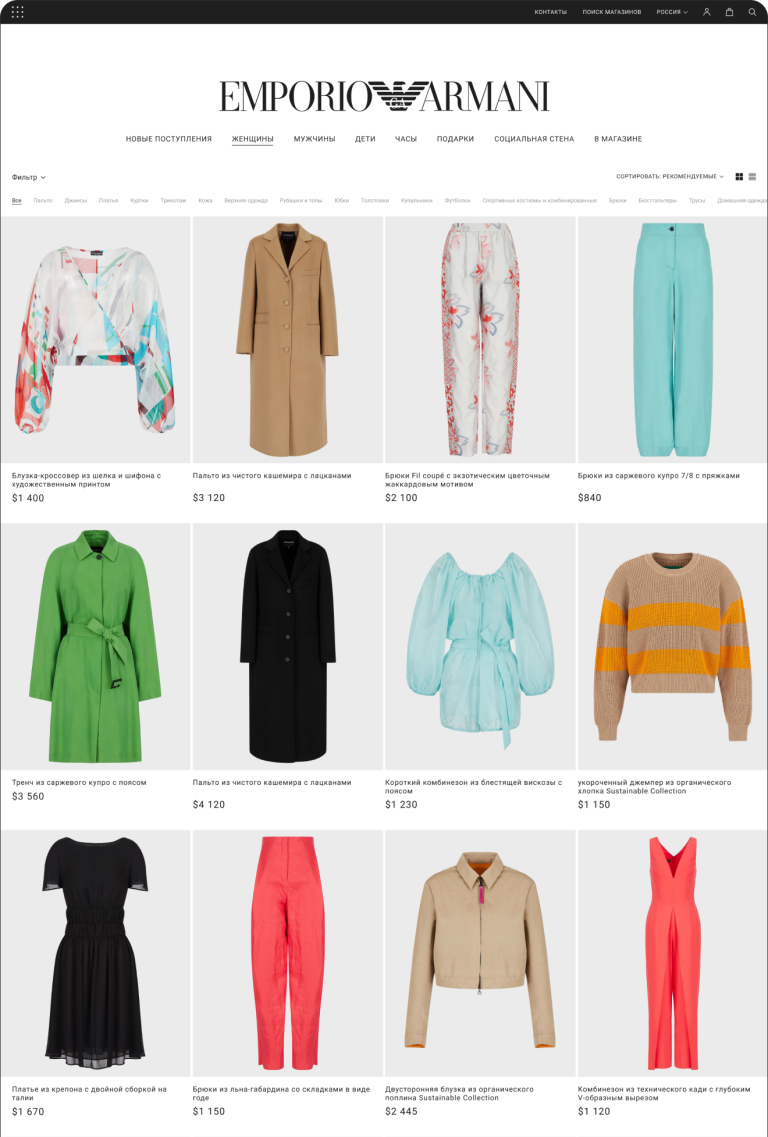 КОНТАКТЫ ПОИСК МАГАЗИНОВ РОССИЯ
EMPORIO ARMANI
НОВЫЕ ПОСТУПЛЕНИЯ ЖЕНЩИНЫ МУЖЧИНЫ ДЕТИ ЧАСЫ ПОДАРКИ СОЦИАЛЬНАЯ СТЕНА В МАГАЗИНЕ
Фильтр СОРТИРОВАТЬ: РЕКОМЕНДУЕМЫЕ
Все Пальто Джинсы Платья Куртки Трикотаж Кожа Верхняя одежда Рубашки и топы Юбки Толстовки Купальники Футболки Спортивные костюмы и комбинированные Брюки Бюстгальтеры Трусы Домашняя одежда
Блузка-кроссовер из шелка и шифона с
художественным принтом
$1 400
Пальто из чистого кашемира с лацканами
$3 120
Брюки Fil coupé с экзотическим цветочным
жаккардовым мотивом
$2 100
Брюки из саржевого купро 7/8 с пряжками
$840
Тренч из саржевого купро с поясом
$3 560
Пальто из чистого кашемира с лацканами
$4 120
Короткий комбинезон из блестящей вискозы с
поясом
$1 230
укороченный джемпер из органического
хлопка Sustainable Collection
$1 150
Платье из крепона с двойной сборкой на
талии
$1 670
Брюки из льна-габардина со складками в виде
годе
$1 150
Двусторонняя блузка из органического
поплина Sustainable Collection
$2 445
Комбинезон из технического кади с глубоким
V-образным вырезом
$1 120